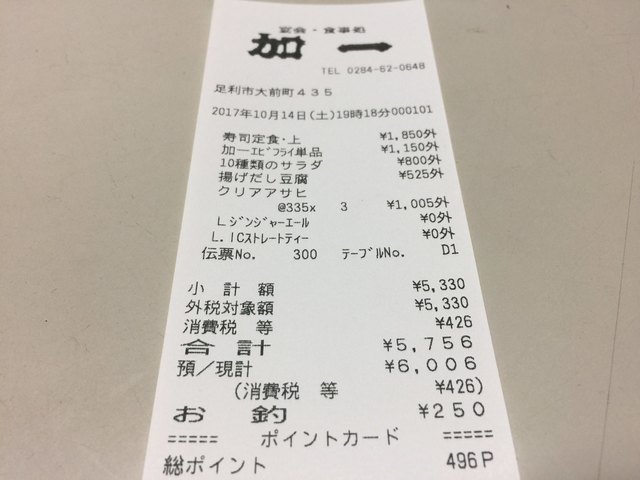 宴会・食事処
加一
TEL 0284-62-0648
足利市大前町435
2017年10月14日(土)19時18分000101
寿司定食・上 ¥1,850外
加一ｴﾋﾞﾌﾗｲ単品 ¥1,150外
10種類のサラダ ¥800外
揚げだし豆腐 ¥525外
クリアアサヒ
@335x 3 ¥1,005外
Lｼﾞﾝｼﾞｬｰｴｰﾙ ¥0外
L.ICｽﾄﾚｰﾄﾃｨｰ ¥0外
伝票No. 300 ﾃｰﾌﾞﾙNo. D1
小計額 ¥5,330
外税対象額 ¥5,330
消費税 等 ¥426
合計 ¥5,756
預/現計 ¥6,006
(消費税 等 ¥426)
お釣 ¥250
===== ポイントカード =====
総ポイント 496P